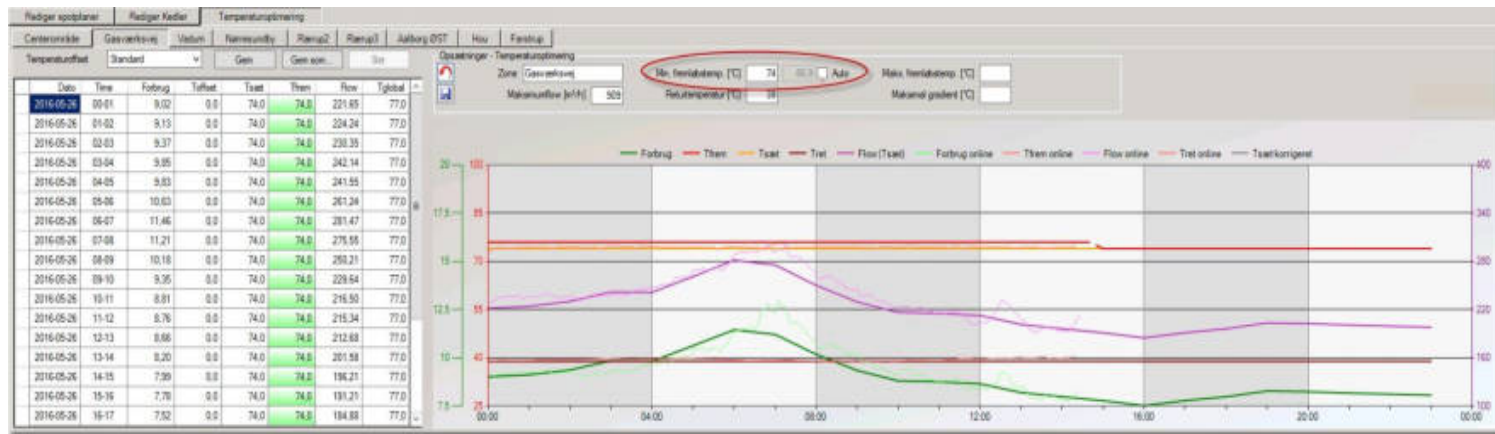 Rediger spotplaner Rediger Kedler Temperaturoptimering
Centerområde Gasværksvej Vadum Nørresundby Rærup2 Rærup3 Aalborg ØST Hou Farstrup
Temperaturoffset Standard Gem Gem som... Slet
Opsætninger - Temperaturoptimering
Zone Gasværksvej Min. fremløbstemp. [°C] 74 Auto Maks. fremløbstemp. [°C]
Maksimumflow [m³/h] 909 Returtemperatur [°C] Maksimal gradient [°C]
Dato Time Forbrug Toffset Tsæt Tfrem Flow Tglobal
2016-05-26 00-01 9,02 0,0 74,0 74,0 221,65 77,0
2016-05-26 01-02 9,13 0,0 74,0 74,0 224,24 77,0
2016-05-26 02-03 9,37 0,0 74,0 74,0 230,35 77,0
2016-05-26 03-04 9,85 0,0 74,0 74,0 242,14 77,0
2016-05-26 04-05 9,83 0,0 74,0 74,0 241,55 77,0
2016-05-26 05-06 10,63 0,0 74,0 74,0 261,24 77,0
2016-05-26 06-07 11,46 0,0 74,0 74,0 281,47 77,0
2016-05-26 07-08 11,21 0,0 74,0 74,0 275,55 77,0
2016-05-26 08-09 10,18 0,0 74,0 74,0 250,21 77,0
2016-05-26 09-10 9,35 0,0 74,0 74,0 229,64 77,0
2016-05-26 10-11 8,81 0,0 74,0 74,0 216,50 77,0
2016-05-26 11-12 8,76 0,0 74,0 74,0 215,34 77,0
2016-05-26 12-13 8,66 0,0 74,0 74,0 212,68 77,0
2016-05-26 13-14 8,20 0,0 74,0 74,0 201,58 77,0
2016-05-26 14-15 7,99 0,0 74,0 74,0 196,21 77,0
2016-05-26 15-16 7,78 0,0 74,0 74,0 191,21 77,0
2016-05-26 16-17 7,52 0,0 74,0 74,0 184,88 77,0
Forbrug Tfrem Tsæt Tret Flow (Tsæt) Forbrug online Tfrem online Flow online Tret online Tsæt korrigeret
20 100 400
17,5 85 340
15 70 280
12,5 55 220
10 40 160
7,5 25 100
00:00 04:00 08:00 12:00 16:00 20:00 00:00